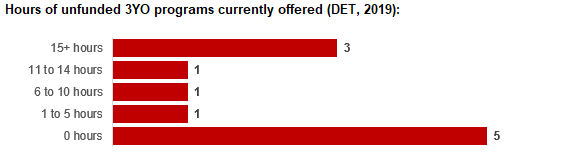 Hours of unfunded 3YO programs currently offered (DET, 2019):
15+ hours 3
11 to 14 hours 1
6 to 10 hours 1
1 to 5 hours 1
0 hours 5